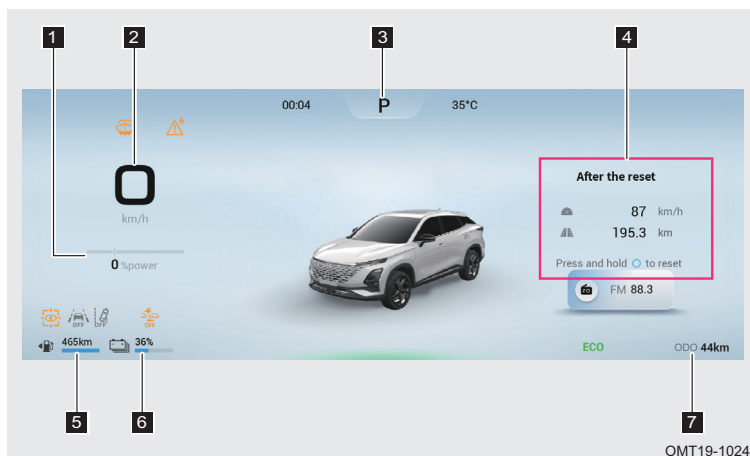 1 2 3 4
00:04 P 35°C
0
km/h
0 %power
After the reset
87 km/h
195.3 km
Press and hold to reset
FM 88.3
OFF OFF OFF
465km 36%
ECO ODO 44km
5 6 7
OMT19-1024